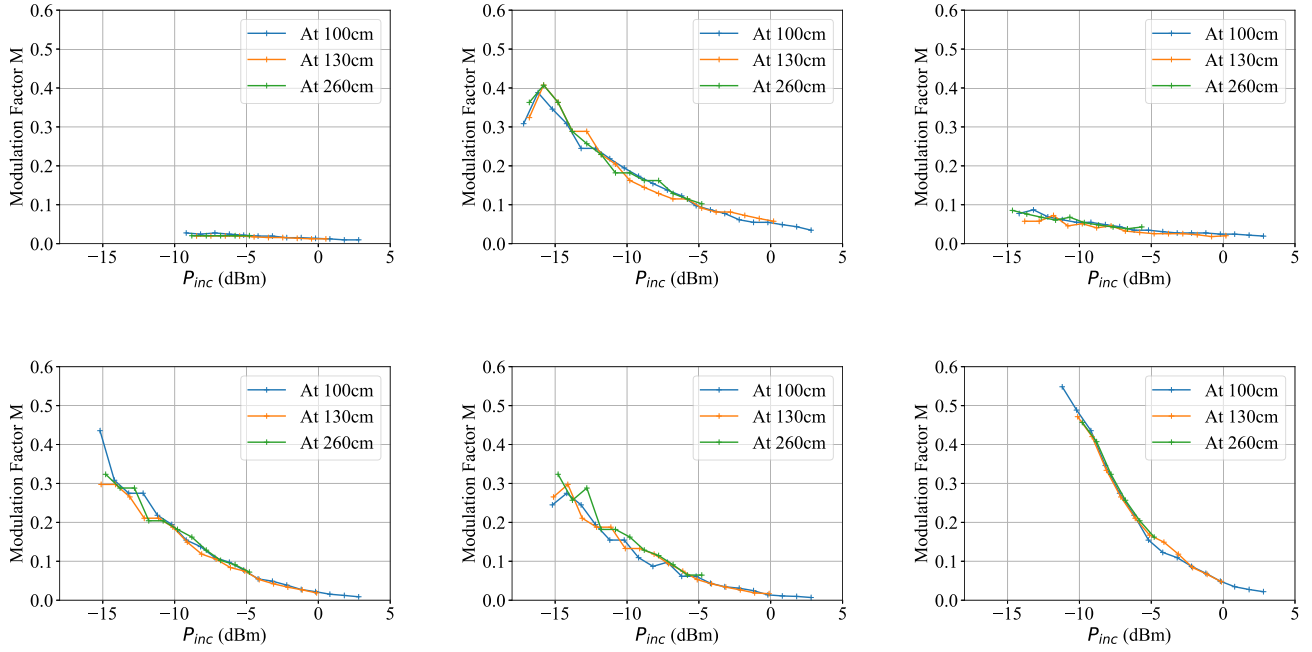 Modulation Factor M
0.6
0.5
0.4
0.3
0.2
0.1
0.0
At 100cm
At 130cm
At 260cm
−15 −10 −5 0 5
P_inc (dBm)
Modulation Factor M
0.6
0.5
0.4
0.3
0.2
0.1
0.0
At 100cm
At 130cm
At 260cm
−15 −10 −5 0 5
P_inc (dBm)
Modulation Factor M
0.6
0.5
0.4
0.3
0.2
0.1
0.0
At 100cm
At 130cm
At 260cm
−15 −10 −5 0 5
P_inc (dBm)
Modulation Factor M
0.6
0.5
0.4
0.3
0.2
0.1
0.0
At 100cm
At 130cm
At 260cm
−15 −10 −5 0 5
P_inc (dBm)
Modulation Factor M
0.6
0.5
0.4
0.3
0.2
0.1
0.0
At 100cm
At 130cm
At 260cm
−15 −10 −5 0 5
P_inc (dBm)
Modulation Factor M
0.6
0.5
0.4
0.3
0.2
0.1
0.0
At 100cm
At 130cm
At 260cm
−15 −10 −5 0 5
P_inc (dBm)